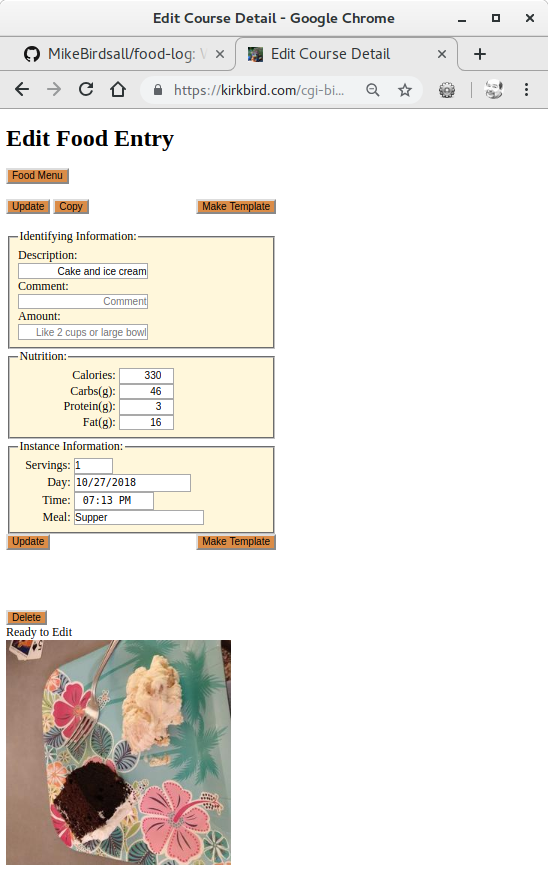 Edit Course Detail - Google Chrome
MikeBirdsall/food-log: W
Edit Course Detail
https://kirkbird.com/cgi-bi...
Edit Food Entry
Food Menu
Update Copy Make Template
Identifying Information:
Description:
Cake and ice cream
Comment:
Comment
Amount:
Like 2 cups or large bowl
Nutrition:
Calories: 330
Carbs(g): 46
Protein(g): 3
Fat(g): 16
Instance Information:
Servings: 1
Day: 10/27/2018
Time: 07:13 PM
Meal: Supper
Update Make Template
Delete
Ready to Edit